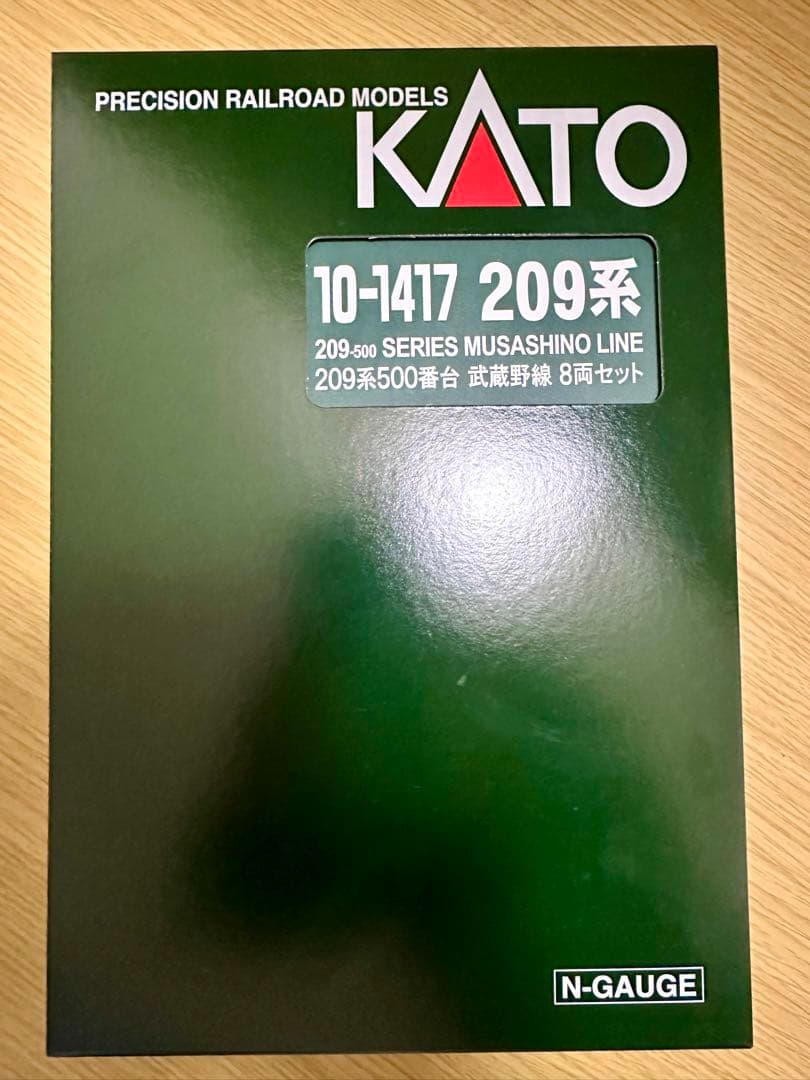 PRECISION RAILROAD MODELS
KATO
10-1417 209系
209-500 SERIES MUSASHINO LINE
209系500番台 武蔵野線 8両セット
N-GAUGE